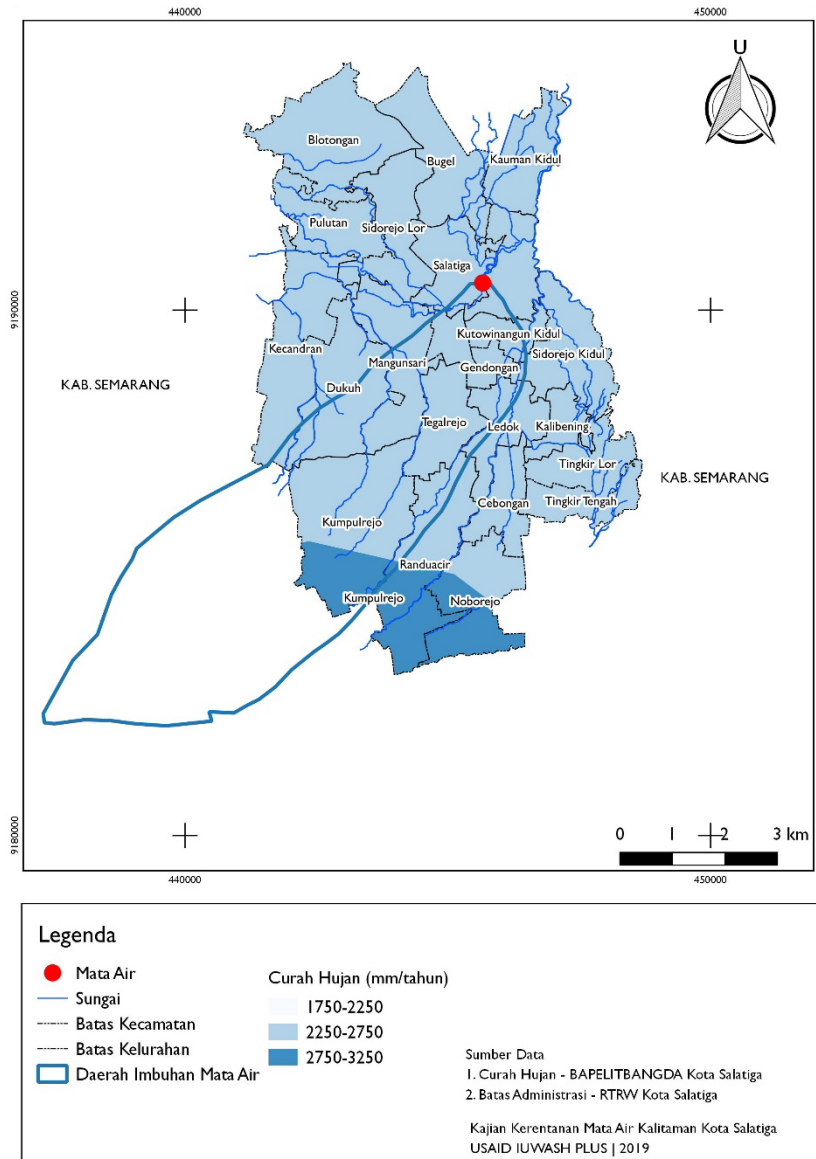 440000
450000
U
Blotongan
Bugel
Kauman Kidul
Pulutan
Sidorejo Lor
Salatiga
9190000
Kutowinangun Kidul
Kecandran
Sidorejo Kidul
Mangunsari
Gendongan
KAB. SEMARANG
Dukuh
Tegalrejo
Ledok
Kalibening
Tingkir Lor
KAB. SEMARANG
Cebongan
Tingkir Tengah
Kumpulrejo
Randuacir
Kumpulrejo
Noborejo
9180000
0 1 2 3 km
440000
450000
Legenda
Mata Air
Sungai
Batas Kecamatan
Batas Kelurahan
Daerah Imbuhan Mata Air
Curah Hujan (mm/tahun)
1750-2250
2250-2750
2750-3250
Sumber Data
1. Curah Hujan - BAPELITBANGDA Kota Salatiga
2. Batas Administrasi - RTRW Kota Salatiga
Kajian Kerentanan Mata Air Kalitaman Kota Salatiga
USAID IUWASH PLUS | 2019